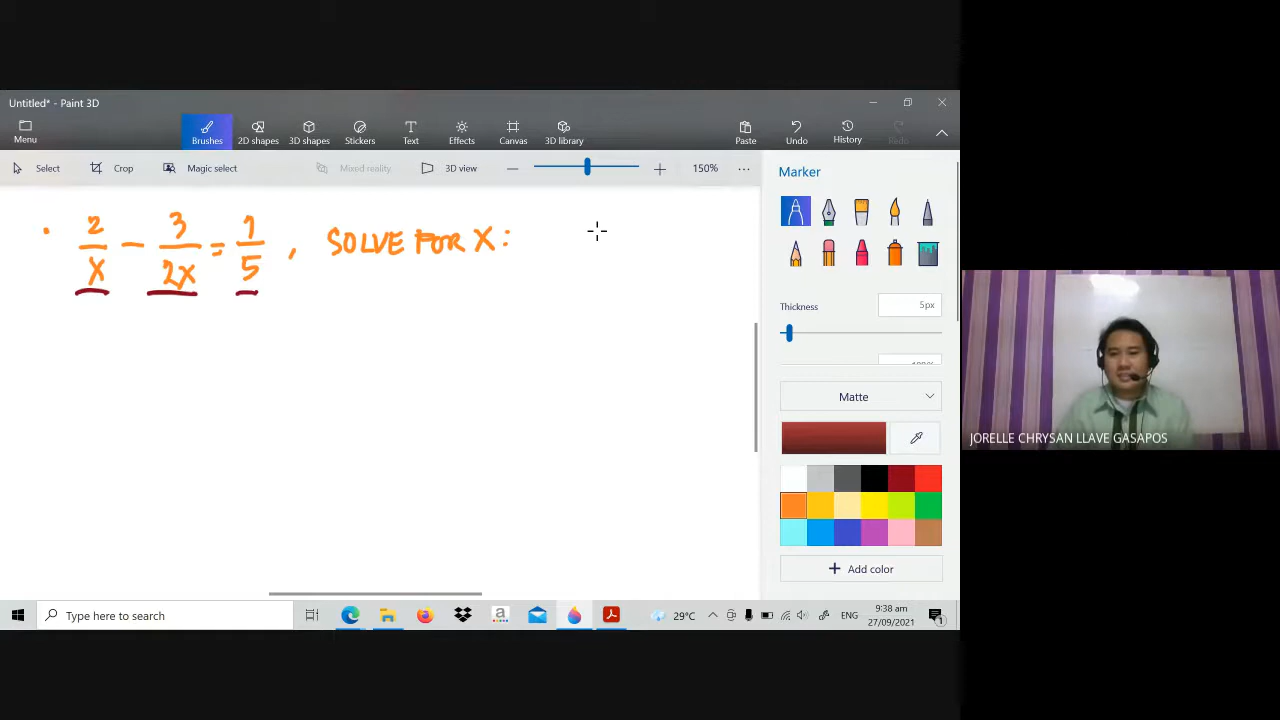 Untitled* - Paint 3D
Menu
Brushes
2D shapes
3D shapes
Stickers
Text
Effects
Canvas
3D library
Paste
Undo
History
Redo
Select
Crop
Magic select
Mixed reality
3D view
150%
Marker
2/x - 3/2x = 1/5 , SOLVE FOR X:
Thickness
5px
Matte
JORELLE CHRYSAN LLAVE GASAPOS
Add color
Type here to search
29°C
ENG
9:38 am
27/09/2021